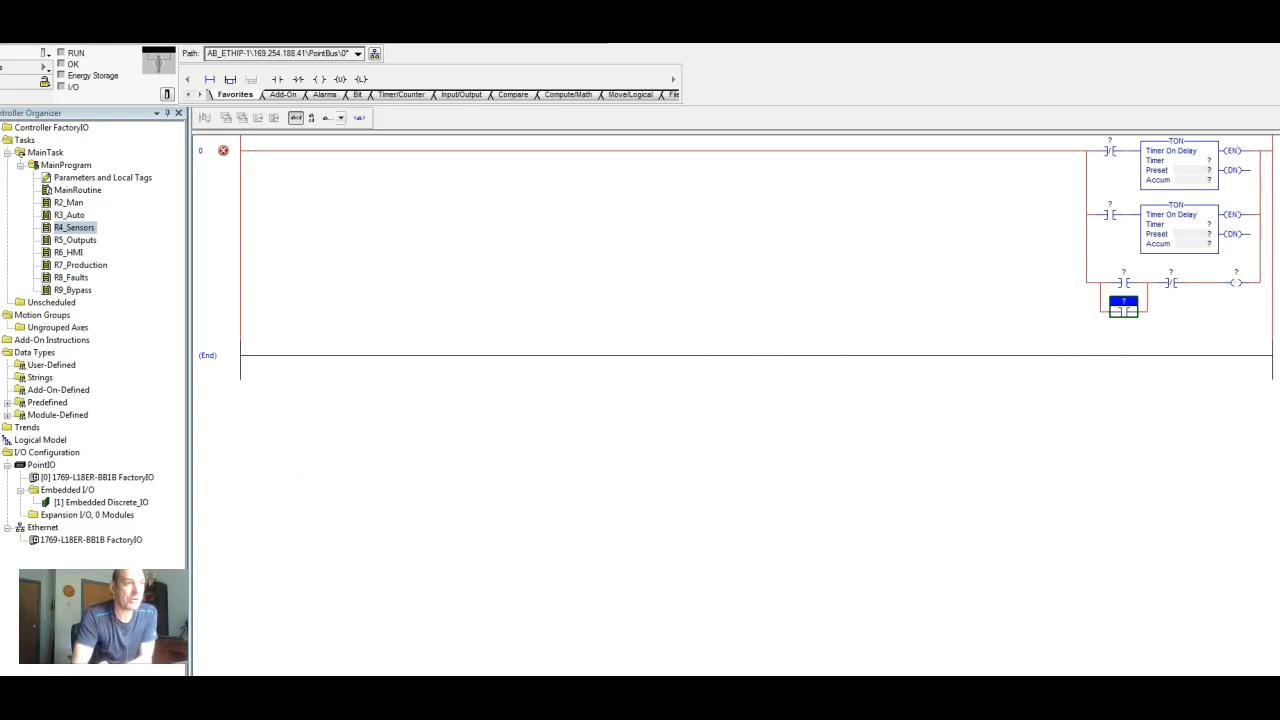 RUN
Path: AB_ETHIP-1\169.254.188.41\PointBus\0*
OK
Energy Storage
I/O
Favorites Add-On Alarms Bit Timer/Counter Input/Output Compare Compute/Math Move/Logical
ntroller Organizer
Controller FactoryIO
Tasks
MainTask
MainProgram
Parameters and Local Tags
MainRoutine
R2_Man
R3_Auto
R4_Sensors
R5_Outputs
R6_HMI
R7_Production
R8_Faults
R9_Bypass
Unscheduled
Motion Groups
Ungrouped Axes
Add-On Instructions
Data Types
User-Defined
Strings
Add-On-Defined
Predefined
Module-Defined
Trends
Logical Model
I/O Configuration
PointIO
[0] 1769-L18ER-BB1B FactoryIO
Embedded I/O
[1] Embedded Discrete_IO
Expansion I/O, 0 Modules
Ethernet
1769-L18ER-BB1B FactoryIO
0
?
TON
Timer On Delay
Timer ?
Preset ?
Accum ?
(EN)
(DN)
?
TON
Timer On Delay
Timer ?
Preset ?
Accum ?
(EN)
(DN)
? ? ?
?
(End)